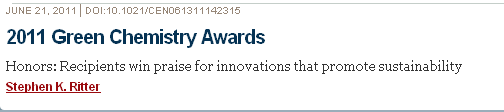 JUNE 21, 2011 | DOI:10.1021/CEN061311142315
2011 Green Chemistry Awards
Honors: Recipients win praise for innovations that promote sustainability
Stephen K. Ritter